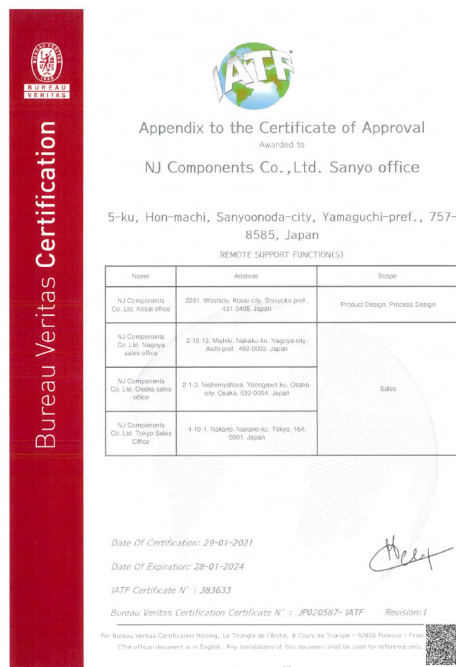 BUREAU VERITAS
BUREAU
VERITAS
Bureau Veritas Certification
IATF
Appendix to the Certificate of Approval
Awarded to
NJ Components Co.,Ltd. Sanyo office
5-ku, Hon-machi, Sanyoonoda-city, Yamaguchi-pref., 757-
8585, Japan
REMOTE SUPPORT FUNCTION(S)
Name
Address
Scope
NJ Components
Co.,Ltd. Kosai office
2281, Washidu, Kosai city, Shizuoka pref.,
431-0495, Japan
Product Design, Process Design
NJ Components
Co.,Ltd. Nagoya
sales office
2-10-13, Nishiki, Nakaku-ku, Nagoya-city,
Aichi pref., 460-0003, Japan
NJ Components
Co.,Ltd. Osaka sales
office
2-1-3, Nishimiyahara, Yodogawa ku, Osaka
city, Osaka, 532-0004, Japan
Sales
NJ Components
Co.,Ltd. Tokyo Sales
Office
4-10-1, Nakano, Nakano-ku, Tokyo, 164-
0001, Japan
Date Of Certification: 29-01-2021
Date Of Expiration: 28-01-2024
IATF Certificate N° : 383633
Bureau Veritas Certification Certificate N° : JP020587- IATF Revision: 1
For Bureau Veritas Certification Holding, Le Triangle de l'Arche, 8 Cours du Triangle - 92800 Puteaux - Fran
(The official document is in English. Any translations of this document shall be used for reference only.